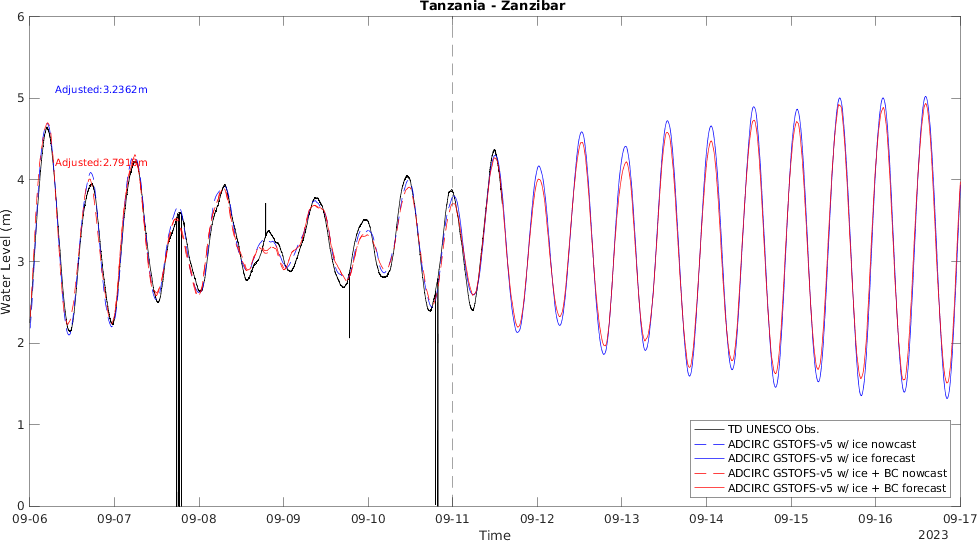 Tanzania - Zanzibar
6
5
4
3
2
1
0
Water Level (m)
Adjusted:3.2362m
Adjusted:2.791
TD UNESCO Obs.
ADCIRC GSTOFS-v5 w/ ice nowcast
ADCIRC GSTOFS-v5 w/ ice forecast
ADCIRC GSTOFS-v5 w/ ice + BC nowcast
ADCIRC GSTOFS-v5 w/ ice + BC forecast
09-06 09-07 09-08 09-09 09-10 09-11 09-12 09-13 09-14 09-15 09-16 09-17
Time
2023